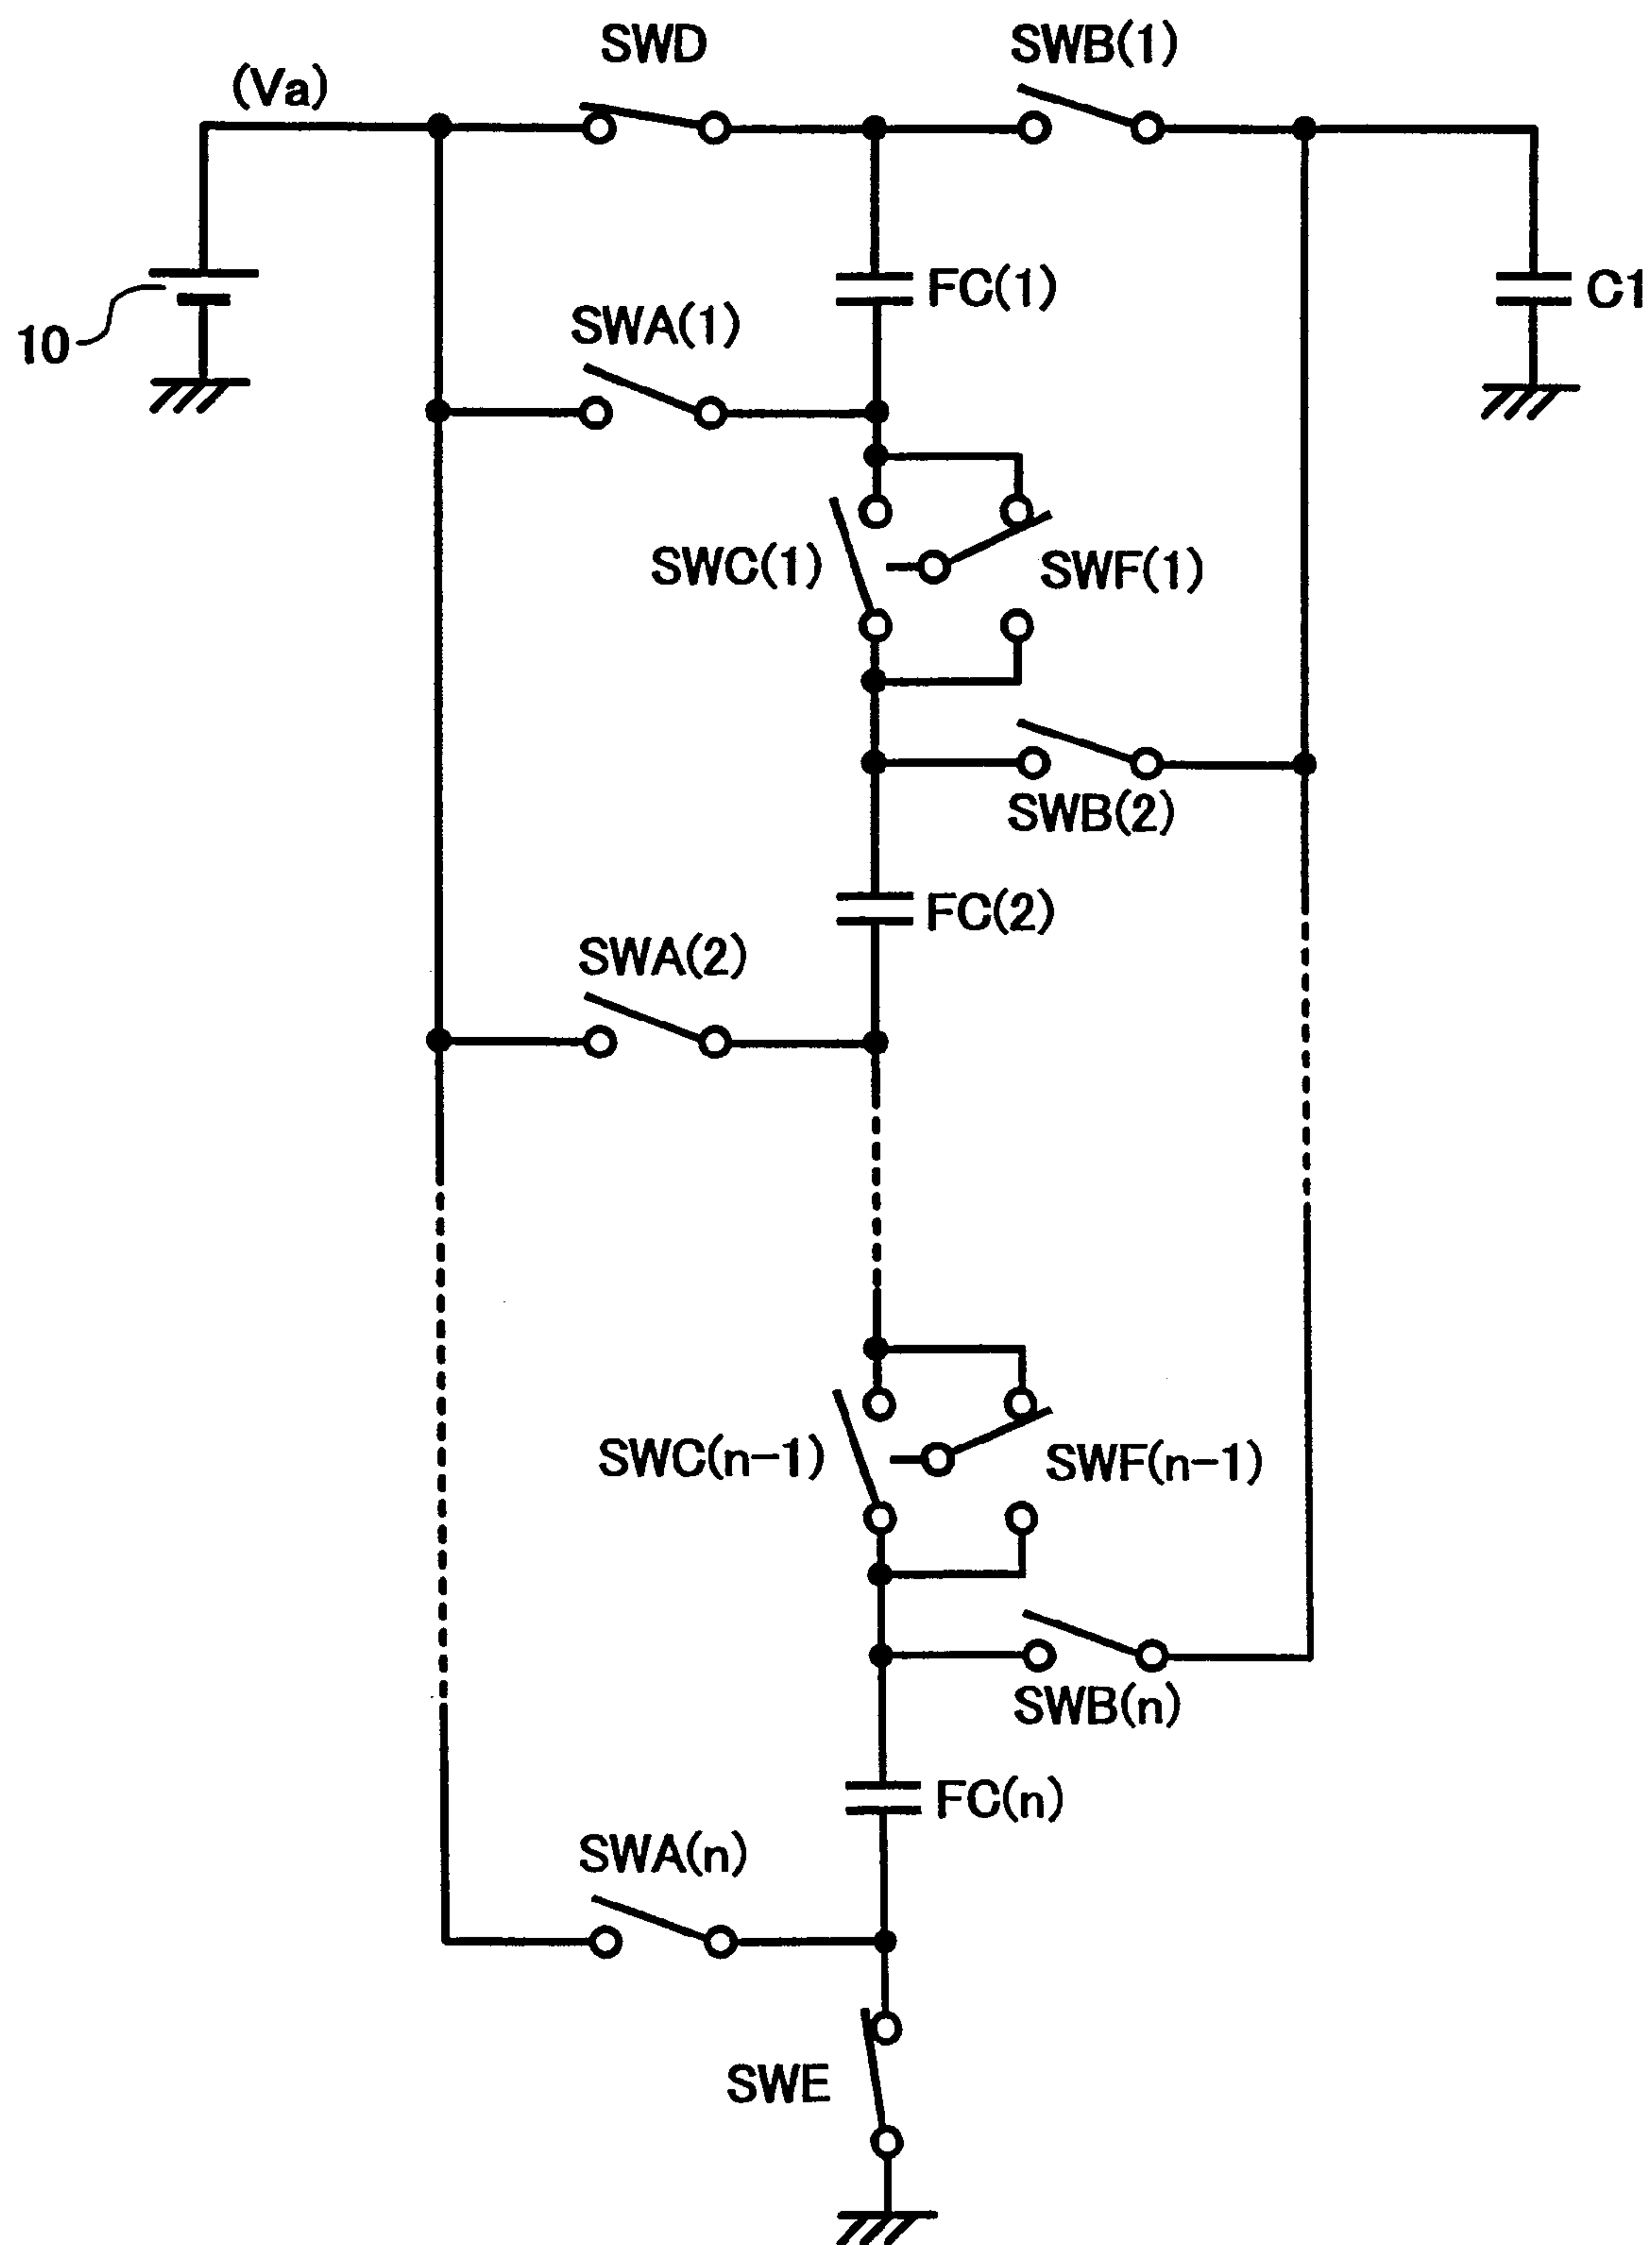 SWD
SWB(1)
(Va)
FC(1)
C1
10
SWA(1)
SWC(1)
SWF(1)
SWB(2)
FC(2)
SWA(2)
SWC(n-1)
SWF(n-1)
SWB(n)
FC(n)
SWA(n)
SWE